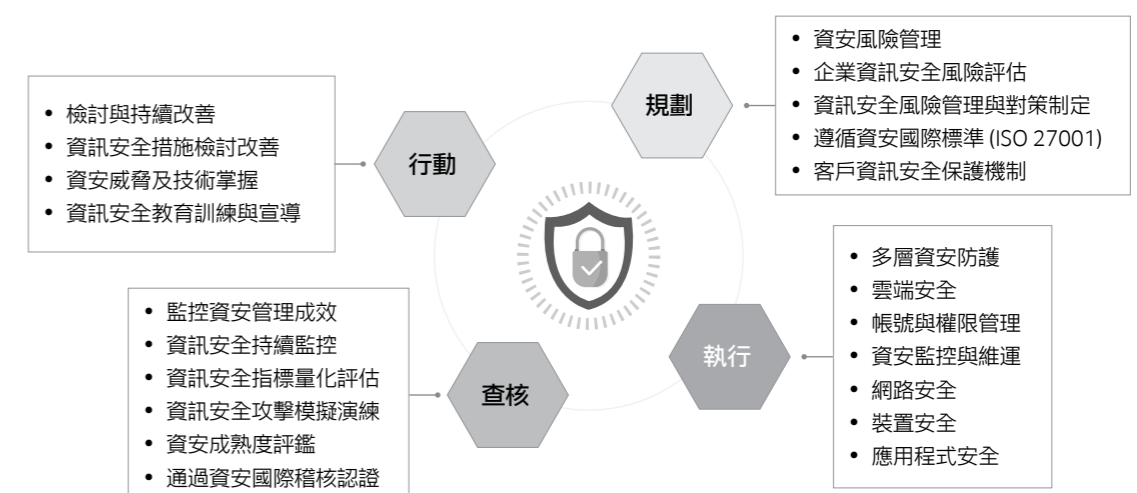 規劃
資安風險管理
企業資訊安全風險評估
資訊安全風險管理與對策制定
遵循資安國際標準 (ISO 27001)
客戶資訊安全保護機制
執行
多層資安防護
雲端安全
帳號與權限管理
資安監控與維運
網路安全
裝置安全
應用程式安全
查核
監控資安管理成效
資訊安全持續監控
資訊安全指標量化評估
資訊安全攻擊模擬演練
資安成熟度評鑑
通過資安國際稽核認證
行動
檢討與持續改善
資訊安全措施檢討改善
資安威脅及技術掌握
資訊安全教育訓練與宣導